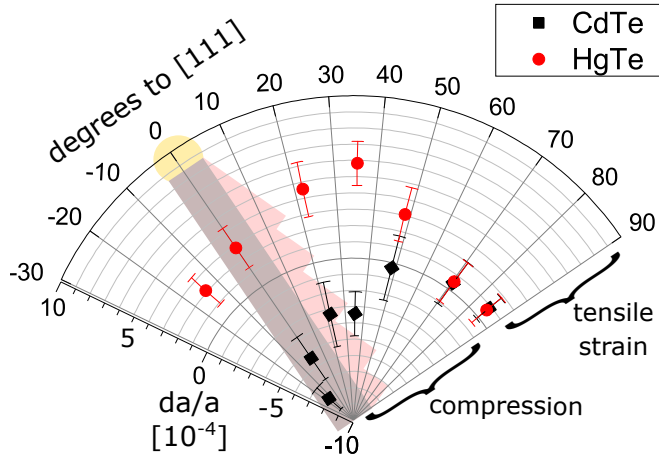 CdTe
HgTe
degrees to [111]
-30
-20
-10
0
10
20
30
40
50
60
70
80
90
10
5
0
-5
-10
da/a
[10⁻⁴]
tensile
strain
compression